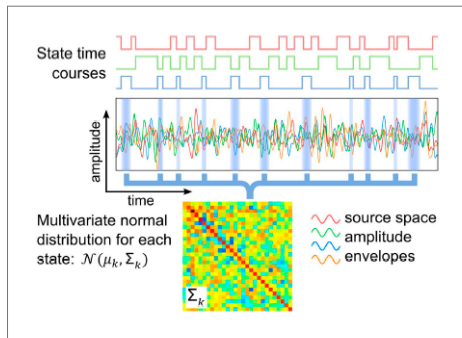 State time
courses
amplitude
time
Multivariate normal
distribution for each
state: 𝒩(μₖ, Σₖ)
source space
amplitude
envelopes
Σₖ